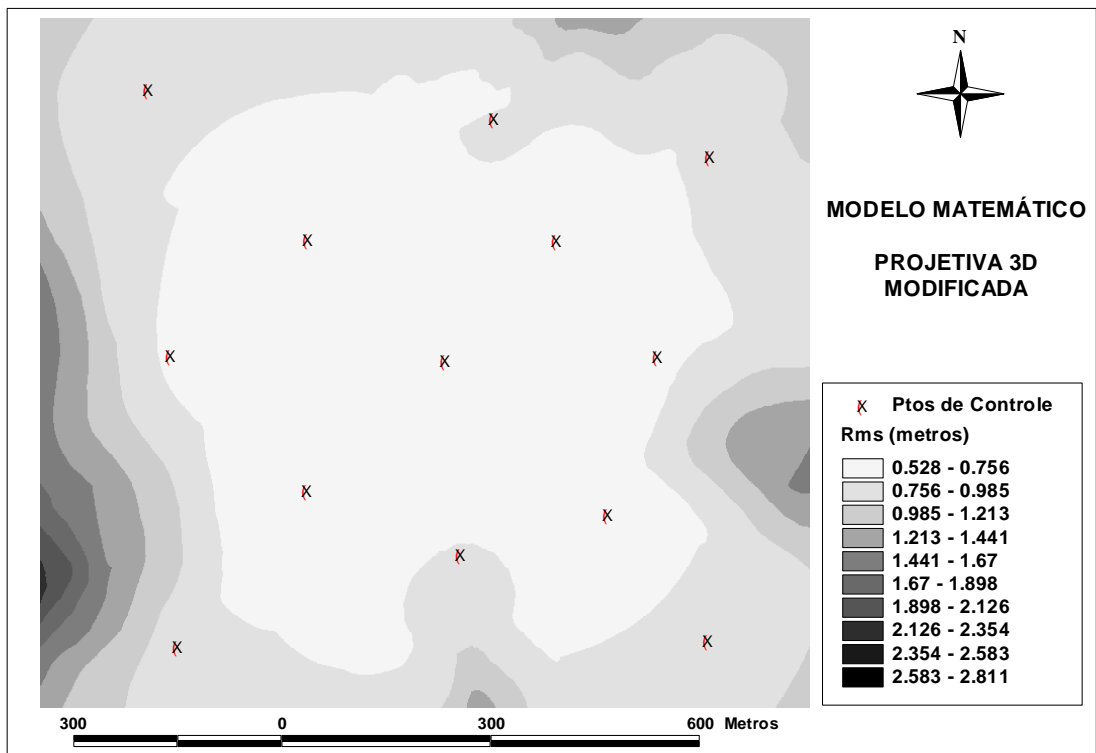 N
MODELO MATEMÁTICO
PROJETIVA 3D
MODIFICADA
X Ptos de Controle
Rms (metros)
0.528 - 0.756
0.756 - 0.985
0.985 - 1.213
1.213 - 1.441
1.441 - 1.67
1.67 - 1.898
1.898 - 2.126
2.126 - 2.354
2.354 - 2.583
2.583 - 2.811
300 0 300 600 Metros